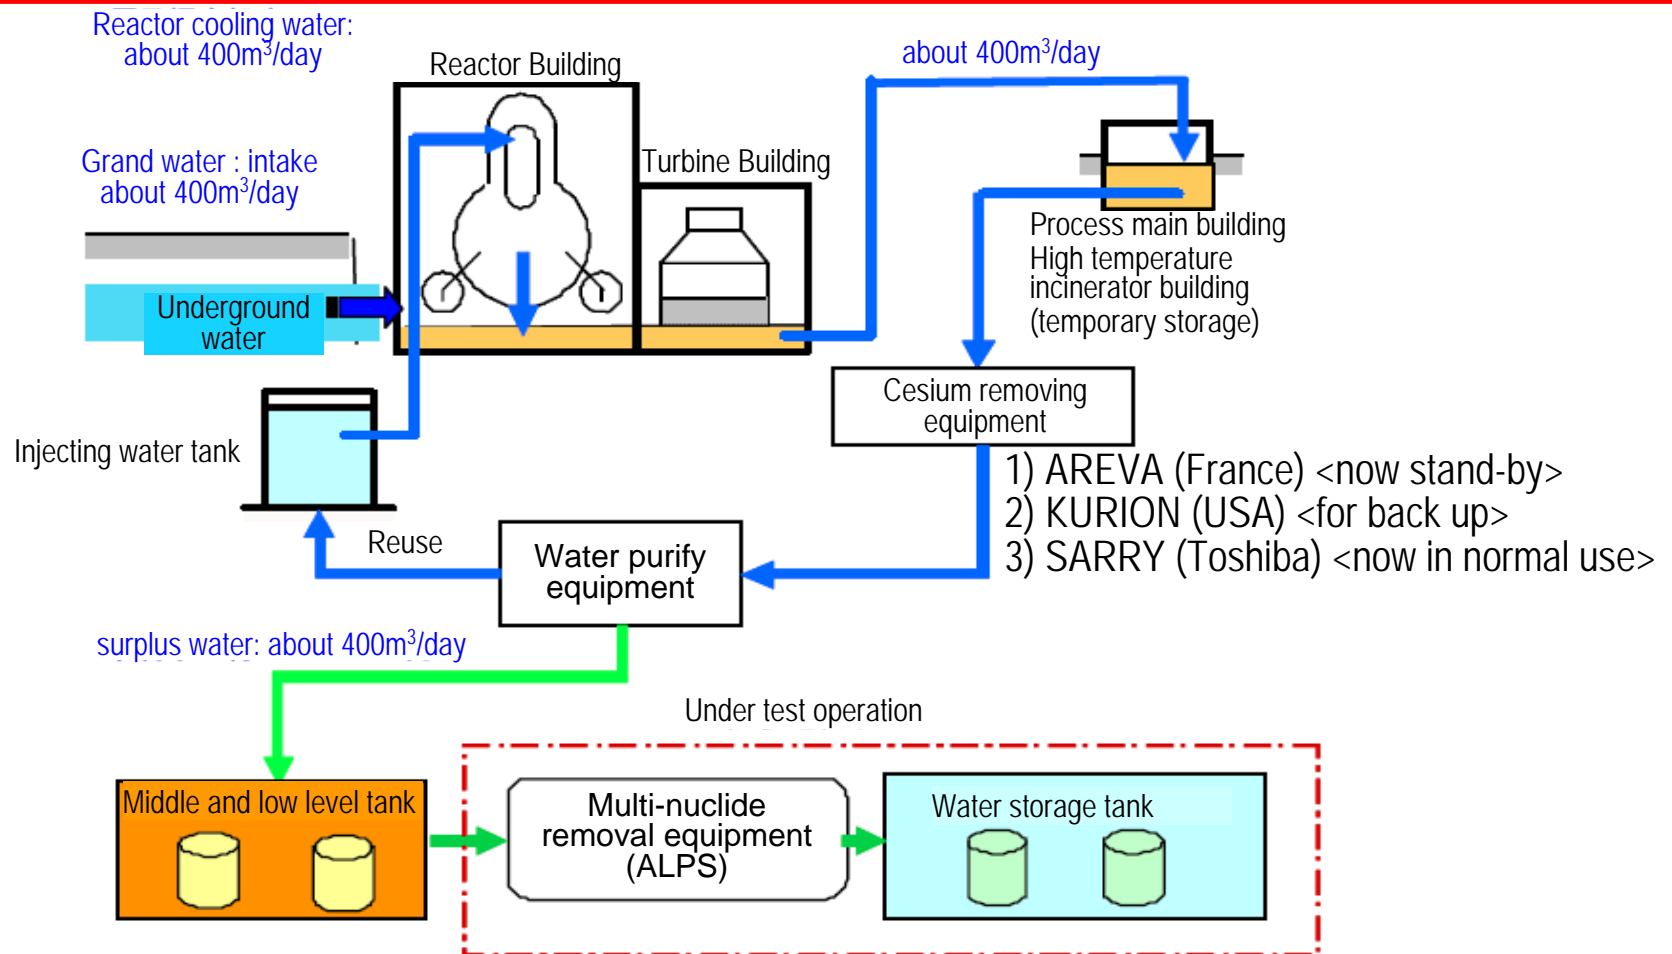 Reactor cooling water:
about 400m³/day
Reactor Building
about 400m³/day
Grand water : intake
about 400m³/day
Turbine Building
Underground
water
Process main building
High temperature
incinerator building
(temporary storage)
Cesium removing
equipment
Injecting water tank
1) AREVA (France) <now stand-by>
2) KURION (USA) <for back up>
3) SARRY (Toshiba) <now in normal use>
Reuse
Water purify
equipment
surplus water: about 400m³/day
Under test operation
Middle and low level tank
Multi-nuclide
removal equipment
(ALPS)
Water storage tank